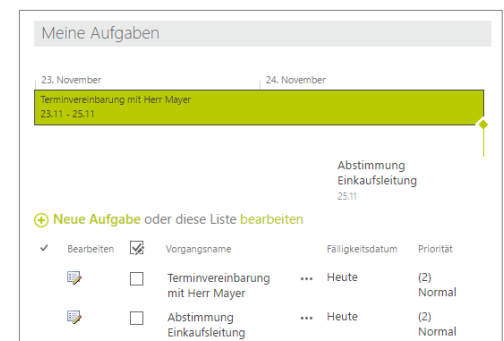 Meine Aufgaben
23. November 24. November
Terminvereinbarung mit Herr Mayer
23.11 - 25.11
Abstimmung
Einkaufsleitung
25.11
Neue Aufgabe oder diese Liste bearbeiten
Bearbeiten Vorgangsname Fälligkeitsdatum Priorität
Terminvereinbarung ... Heute (2)
mit Herr Mayer Normal
Abstimmung ... Heute (2)
Einkaufsleitung Normal